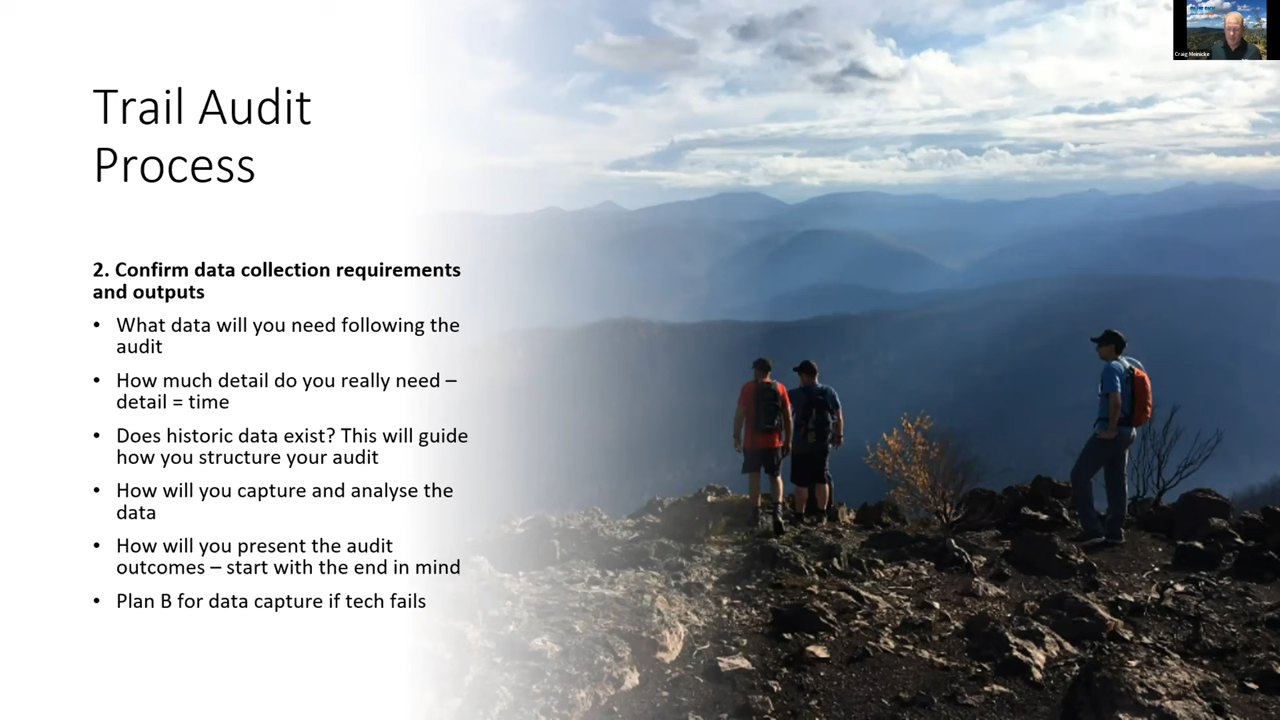 Trail Audit
Process
2. Confirm data collection requirements
and outputs
• What data will you need following the
audit
• How much detail do you really need –
detail = time
• Does historic data exist? This will guide
how you structure your audit
• How will you capture and analyse the
data
• How will you present the audit
outcomes – start with the end in mind
• Plan B for data capture if tech fails
Craig Meinicke